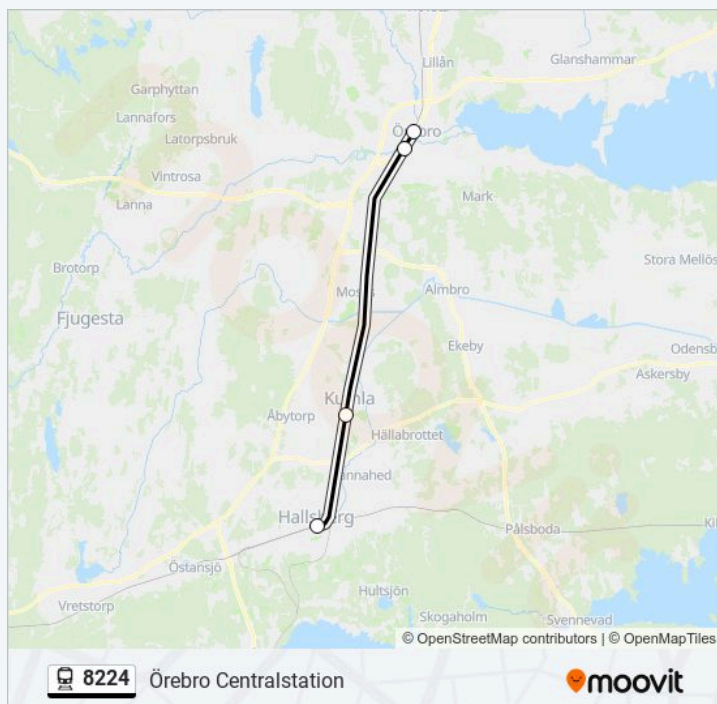 Lillån
Glanshammar
Garphyttan
Lannafors
Örebro
Latorpsbruk
Vintrosa
Mark
Lanna
Stora Mellös
Brotorp
Almbro
Fjugesta
Ekeby
Odensb
Askersby
Kumla
Åbytorp
Hällabrottet
Hallsberg
Pålsboda
Östansjö
Hultsjön
Vretstorp
Skogaholm
Svennevad
© OpenStreetMap contributors | © OpenMapTiles
8224 Örebro Centralstation
moovit